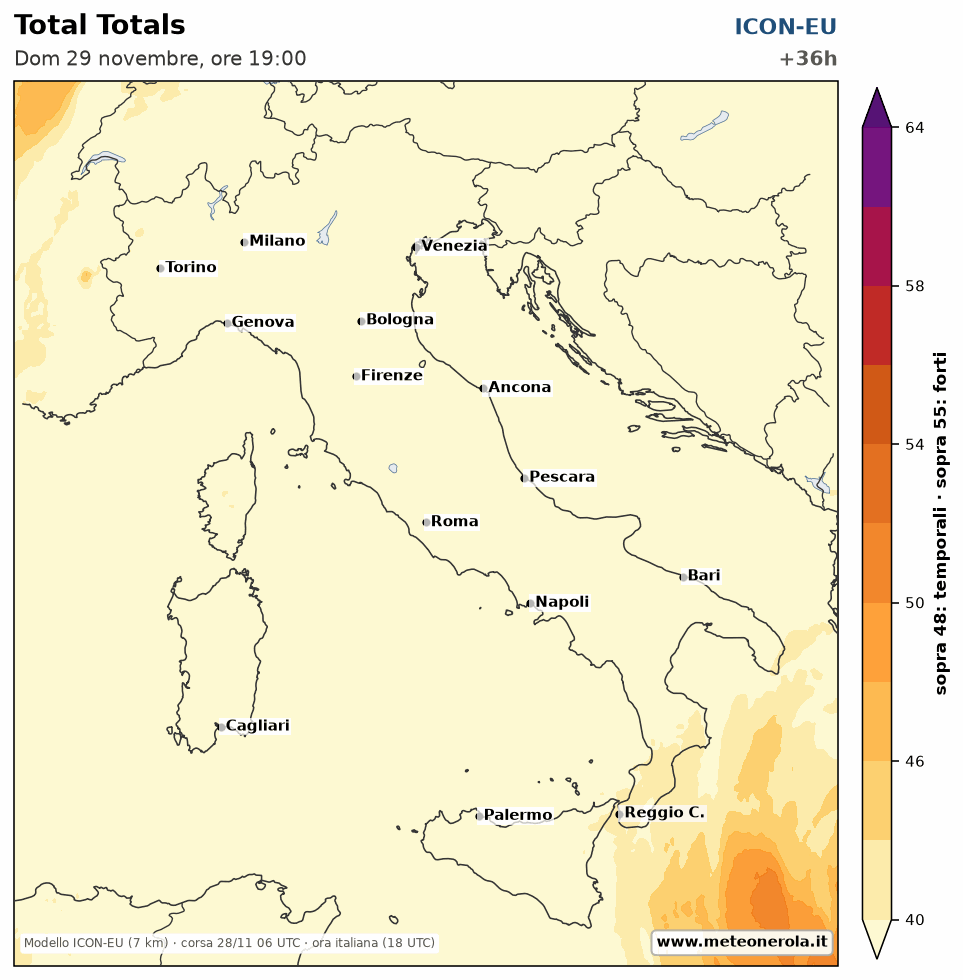 Total Totals
ICON-EU
Dom 29 novembre, ore 19:00
+36h
64
58
54
50
46
40
sopra 48: temporali · sopra 55: forti
Milano
Venezia
Torino
Genova
Bologna
Firenze
Ancona
Pescara
Roma
Bari
Napoli
Cagliari
Palermo
Reggio C.
Modello ICON-EU (7 km) · corsa 28/11 06 UTC · ora italiana (18 UTC)
www.meteonerola.it